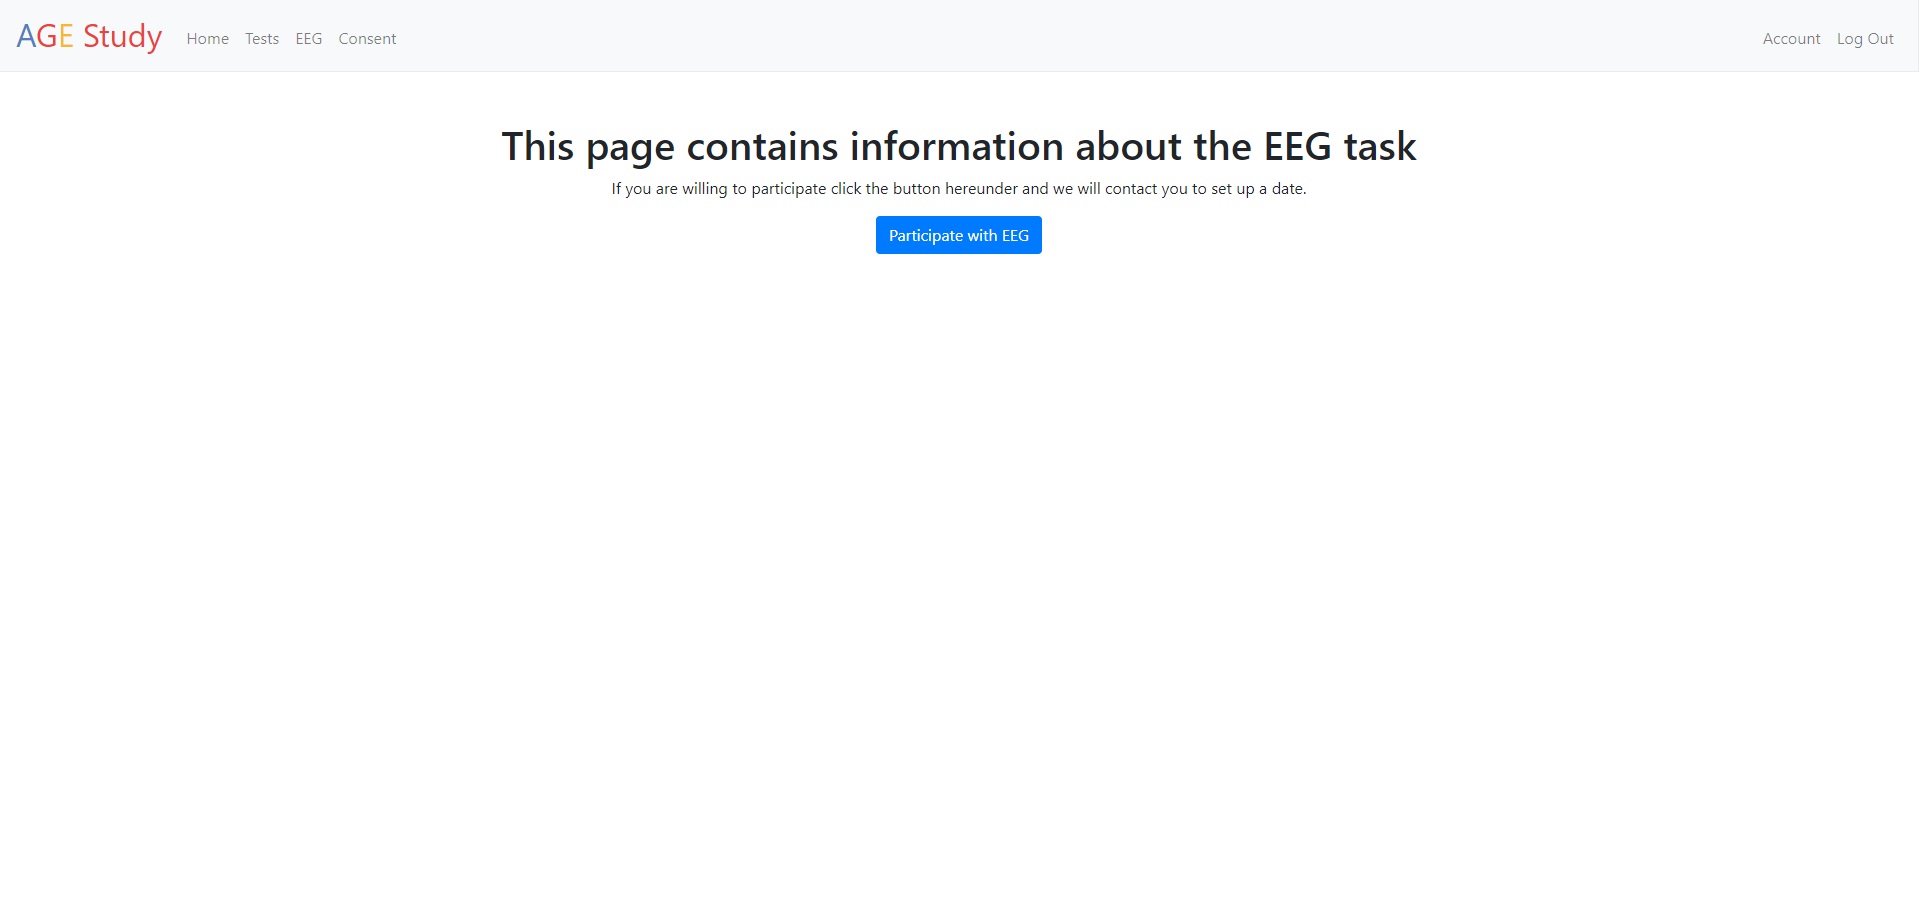 AGE Study Home Tests EEG Consent Account Log Out
This page contains information about the EEG task
If you are willing to participate click the button hereunder and we will contact you to set up a date.
Participate with EEG